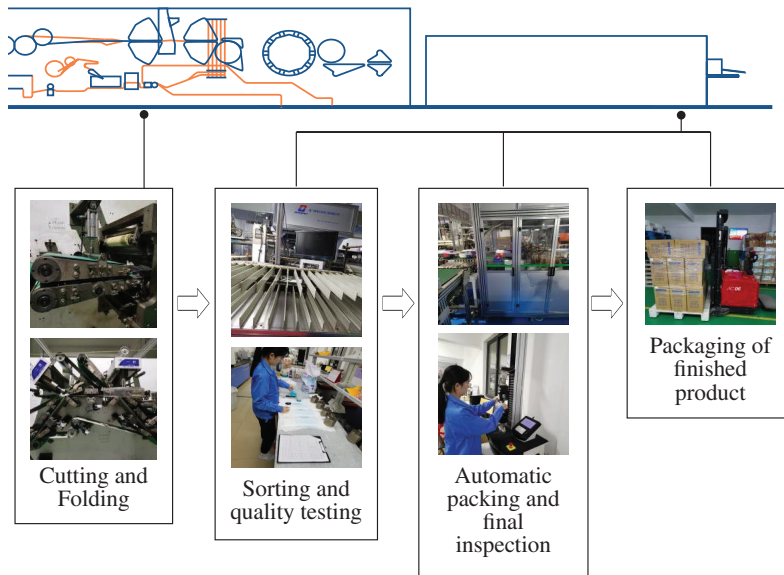 Cutting and
Folding
Sorting and
quality testing
Automatic
packing and
final
inspection
Packaging of
finished
product